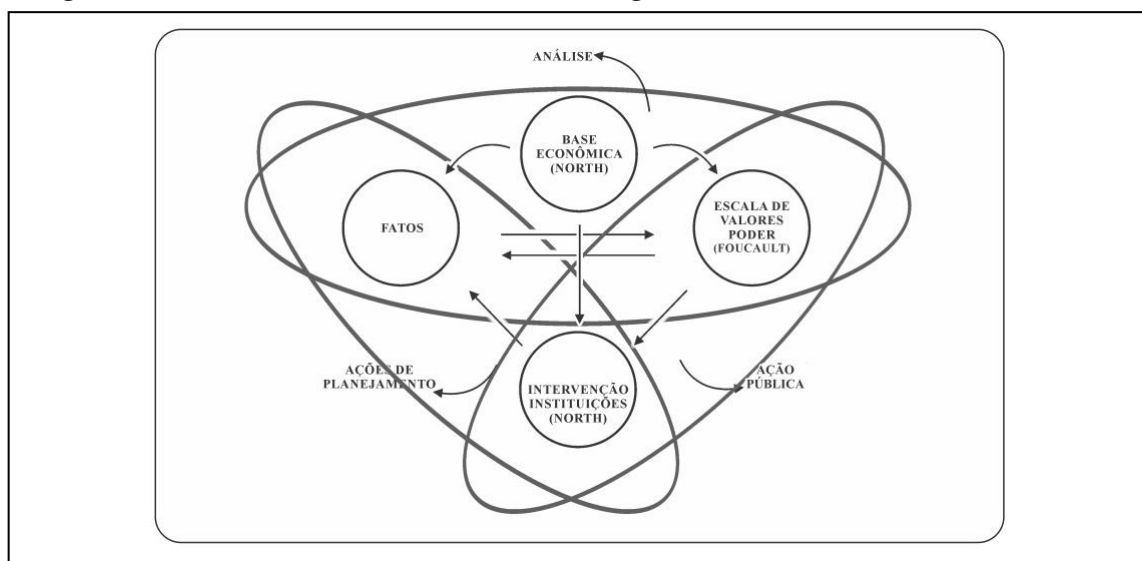 ANÁLISE
BASE
ECONÔMICA
(NORTH)
FATOS
ESCALA DE
VALORES
PODER
(FOUCAULT)
AÇÕES DE
PLANEJAMENTO
INTERVENÇÃO
INSTITUIÇÕES
(NORTH)
AÇÃO
PÚBLICA